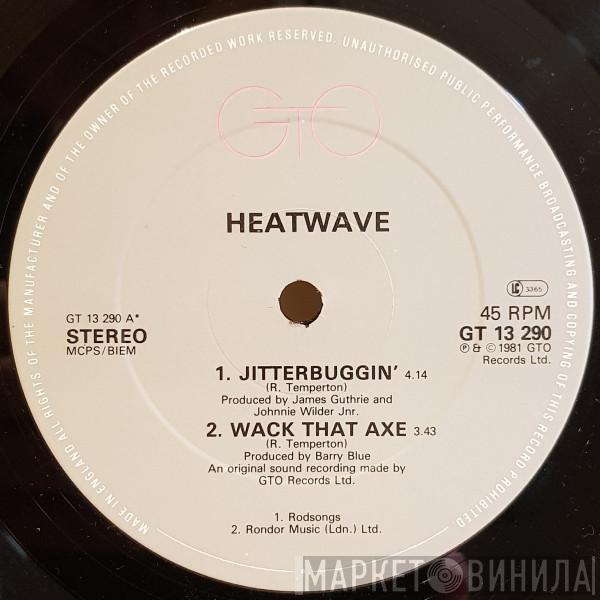 MADE IN ENGLAND ALL RIGHTS OF THE MANUFACTURER AND OF THE OWNER OF THE RECORDED WORK RESERVED. UNAUTHORISED PUBLIC PERFORMANCE BROADCASTING AND COPYING OF THIS RECORD PROHIBITED
GTO
HEATWAVE
LC 3365
GT 13 290 A*
STEREO
MCPS/BIEM
45 RPM
GT 13 290
℗ & © 1981 GTO
Records Ltd.
1. JITTERBUGGIN' 4.14
(R. Temperton)
Produced by James Guthrie and
Johnnie Wilder Jnr.
2. WACK THAT AXE 3.43
(R. Temperton)
Produced by Barry Blue
An original sound recording made by
GTO Records Ltd.
1. Rodsongs
2. Rondor Music (Ldn.) Ltd.
МАРКЕТ ВИНИЛА